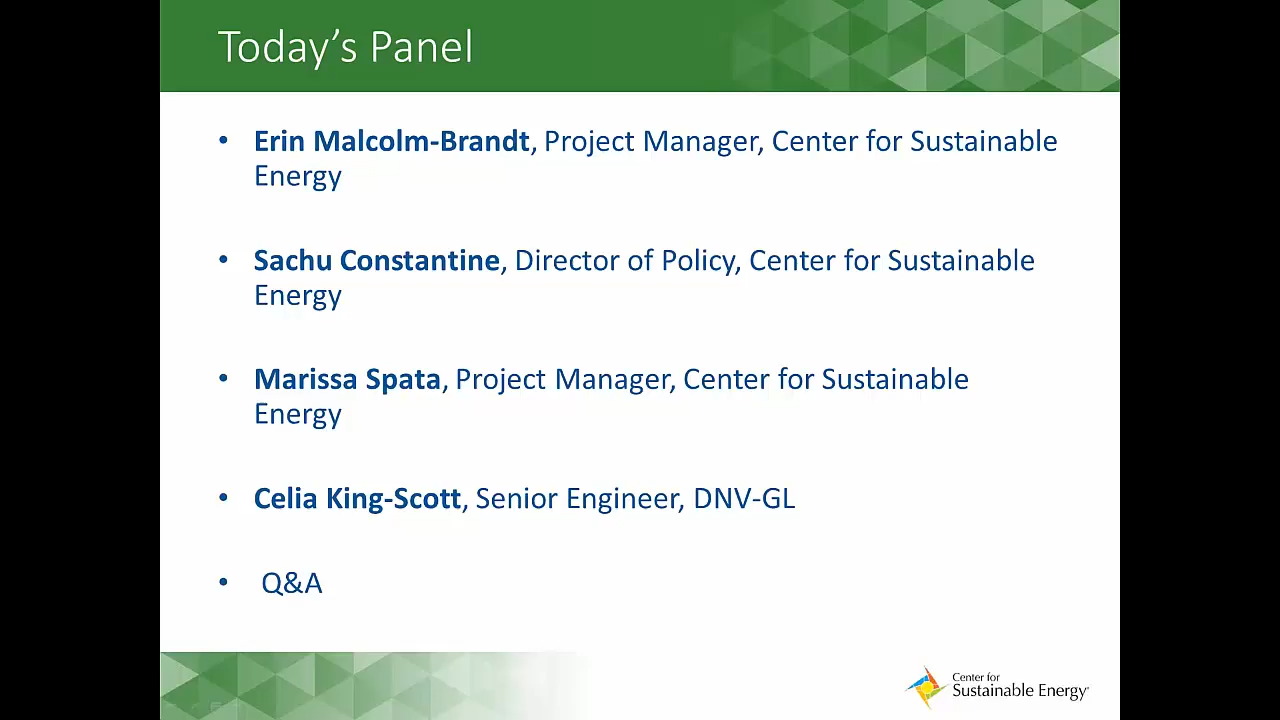 Today's Panel
• Erin Malcolm-Brandt, Project Manager, Center for Sustainable
Energy
• Sachu Constantine, Director of Policy, Center for Sustainable
Energy
• Marissa Spata, Project Manager, Center for Sustainable
Energy
• Celia King-Scott, Senior Engineer, DNV-GL
• Q&A
Center for
Sustainable Energy